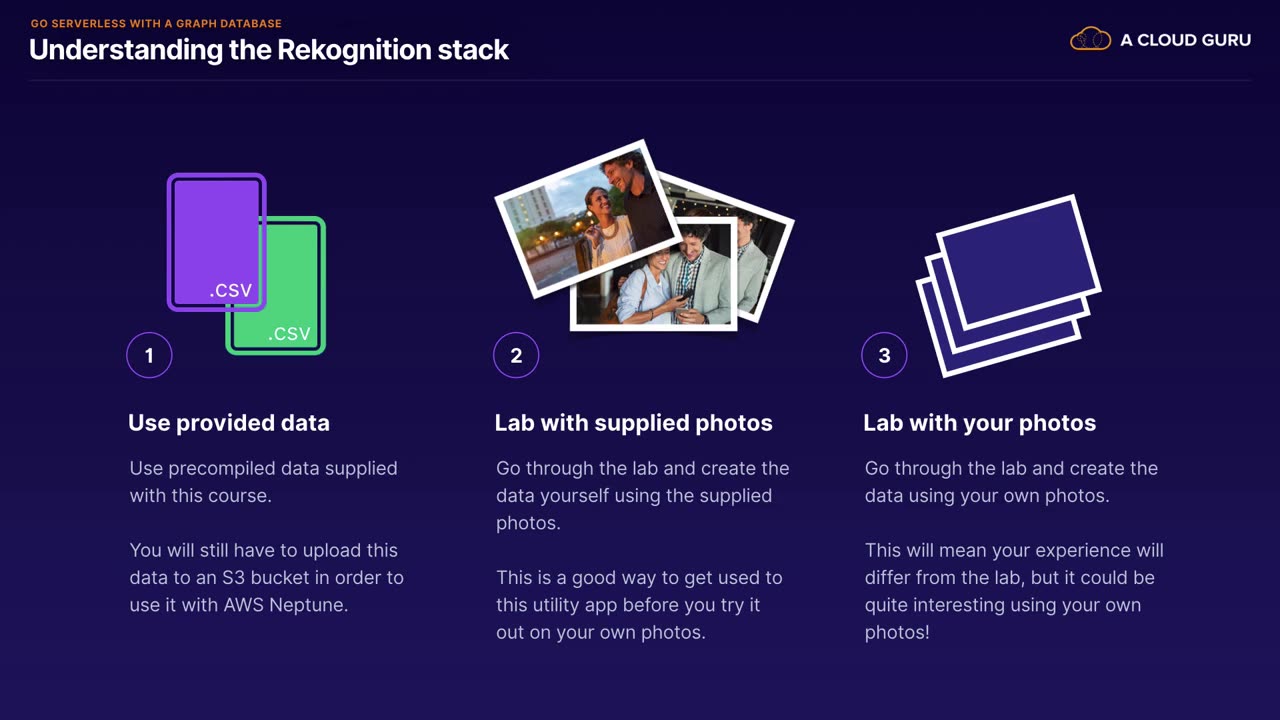 GO SERVERLESS WITH A GRAPH DATABASE
Understanding the Rekognition stack
A CLOUD GURU
.CSV
.CSV
1
2
3
Use provided data
Use precompiled data supplied
with this course.
You will still have to upload this
data to an S3 bucket in order to
use it with AWS Neptune.
Lab with supplied photos
Go through the lab and create the
data yourself using the supplied
photos.
This is a good way to get used to
this utility app before you try it
out on your own photos.
Lab with your photos
Go through the lab and create the
data using your own photos.
This will mean your experience will
differ from the lab, but it could be
quite interesting using your own
photos!